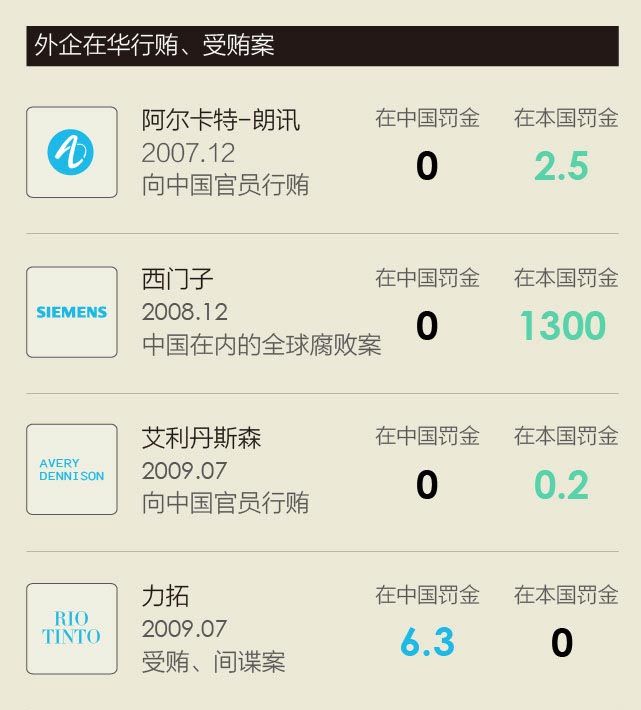 外企在华行贿、受贿案
阿尔卡特-朗讯
2007.12
向中国官员行贿
在中国罚金
0
在本国罚金
2.5
SIEMENS
西门子
2008.12
中国在内的全球腐败案
在中国罚金
0
在本国罚金
1300
AVERY
DENNISON
艾利丹斯森
2009.07
向中国官员行贿
在中国罚金
0
在本国罚金
0.2
RIO
TINTO
力拓
2009.07
受贿、间谍案
在中国罚金
6.3
在本国罚金
0